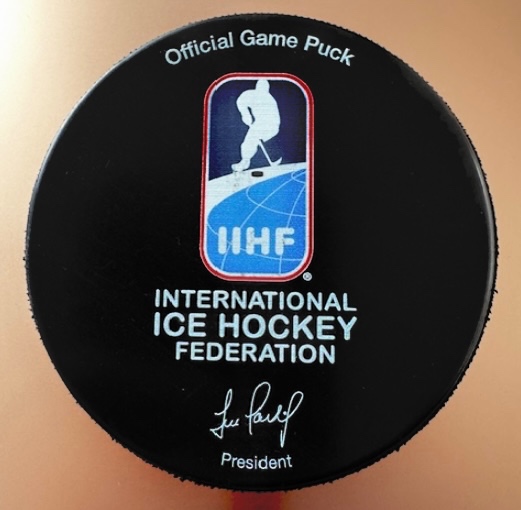 Official Game Puck
IIHF
®
INTERNATIONAL
ICE HOCKEY
FEDERATION
President